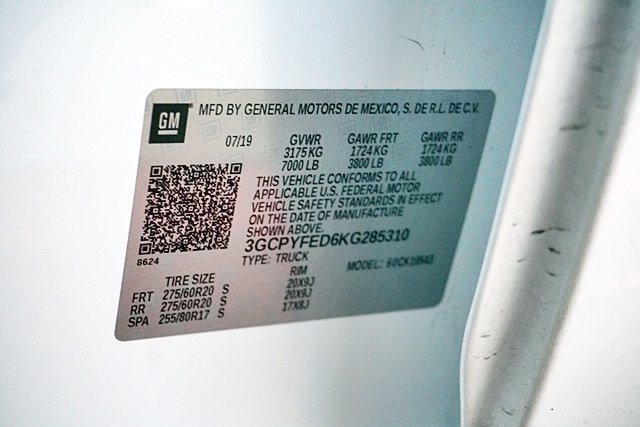 GM
MFD BY GENERAL MOTORS DE MEXICO, S. DE R.L. DE C.V.
07/19 GVWR GAWR FRT GAWR RR
3175 KG 1724 KG 1724 KG
7000 LB 3800 LB 3800 LB
THIS VEHICLE CONFORMS TO ALL
APPLICABLE U.S. FEDERAL MOTOR
VEHICLE SAFETY STANDARDS IN EFFECT
ON THE DATE OF MANUFACTURE
SHOWN ABOVE.
3GCPYFED6KG285310
8624
TYPE: TRUCK
MODEL:
TIRE SIZE RIM
FRT 275/60R20 S 20X9J
RR 275/60R20 S 20X9J
SPA 255/80R17 S 17X8J